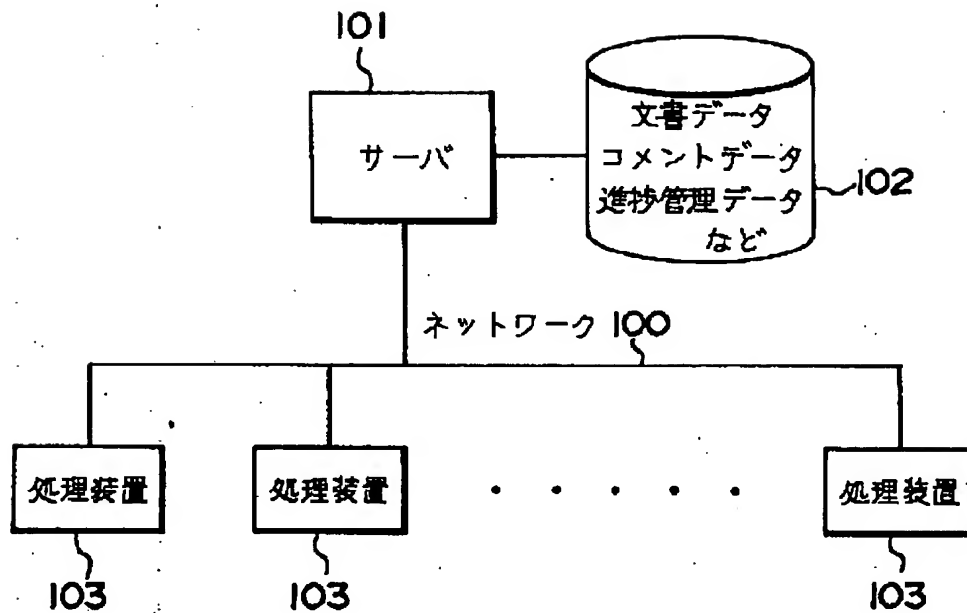 101
サーバ
文書データ
コメントデータ
進捗管理データ
など
102
ネットワーク 100
処理装置
処理装置
処理装置
103
103
103